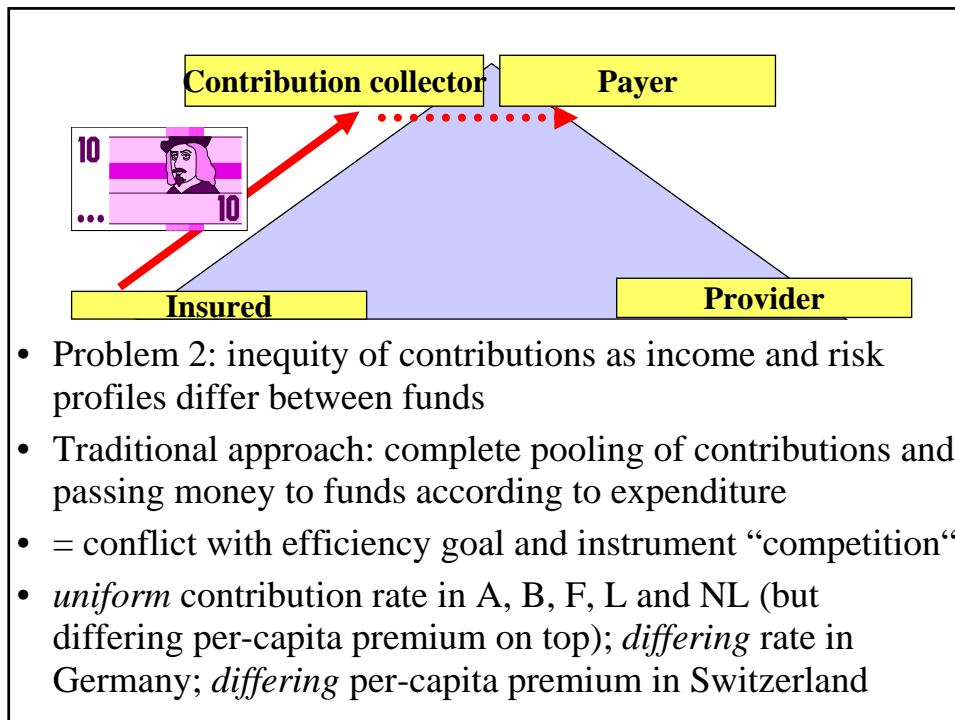 Contribution collector Payer
10
10
...
Insured
Provider
• Problem 2: inequity of contributions as income and risk
profiles differ between funds
• Traditional approach: complete pooling of contributions and
passing money to funds according to expenditure
• = conflict with efficiency goal and instrument “competition“
• uniform contribution rate in A, B, F, L and NL (but
differing per-capita premium on top); differing rate in
Germany; differing per-capita premium in Switzerland